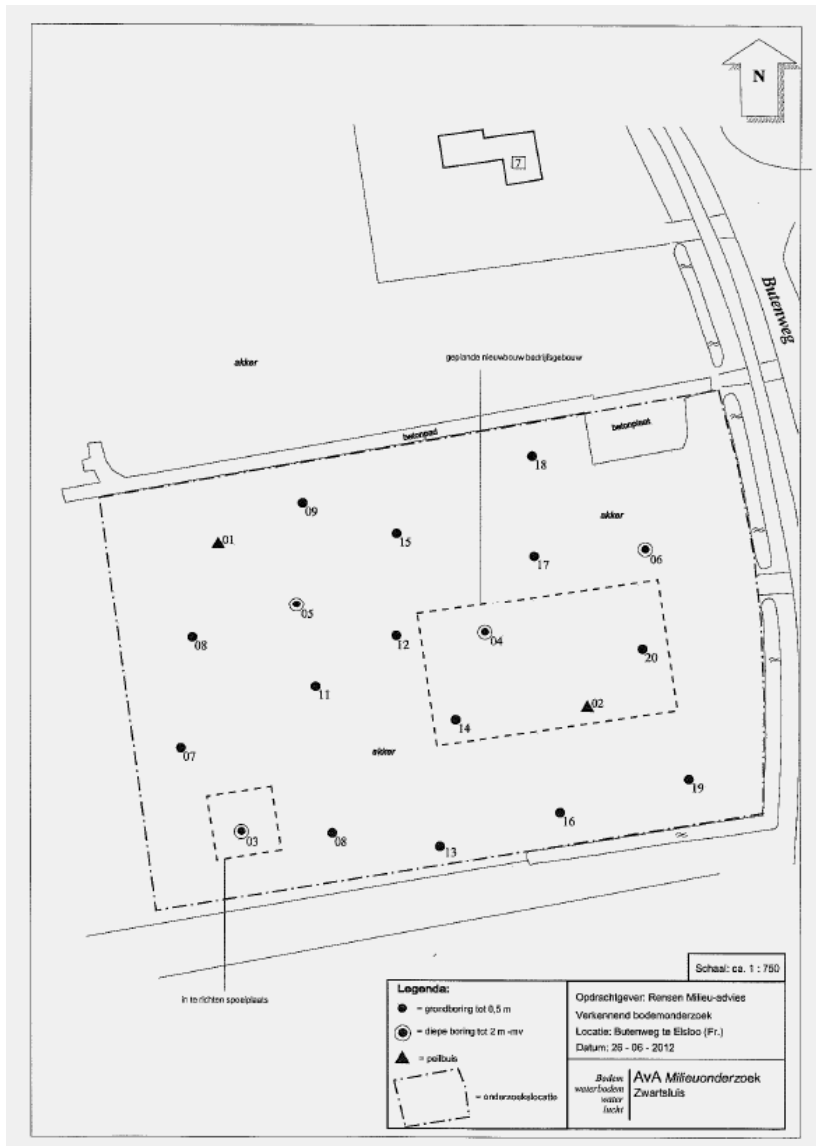 N
7
Butenweg
akker
geplande nieuwbouw bedrijfsgebouw
betonpad
betonplaat
18
09
akker
01
15
17
06
05
08
12
04
20
11
02
14
akker
07
19
16
03
08
13
Schaal: ca. 1 : 750
in te richten spoelplaats
Legenda:
= grondboring tot 0,5 m
= diepe boring tot 2 m -mv
= peilbuis
= onderzoekslocatie
Opdrachtgever: Rensen Milieu-advies
Verkennend bodemonderzoek
Locatie: Butenweg te Elsloo (Fr.)
Datum: 26 - 06 - 2012
Bodem
waterbodem
water
lucht
AvA Milieuonderzoek
Zwartsluis